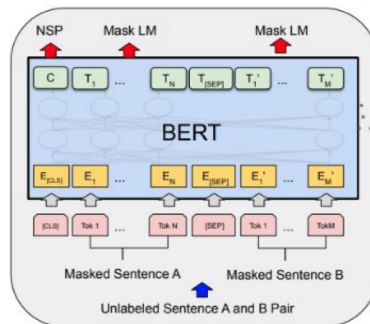 NSP Mask LM Mask LM
C T1 ... TN T[SEP] T1' ... TM'
BERT
E[CLS] E1 ... EN E[SEP] E1' ... EM'
[CLS] Tok 1 ... Tok N [SEP] Tok 1 ... TokM
Masked Sentence A Masked Sentence B
Unlabeled Sentence A and B Pair